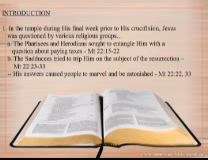 INTRODUCTION
1. In the temple during His final week prior to His crucifixion, Jesus
was questioned by various religious groups...
a. The Pharisees and Herodians sought to entangle Him with a
question about paying taxes - Mt 22:15-22
b. The Sadducees tried to trip Him on the subject of the resurrection -
Mt 22:23-33
-- His answers caused people to marvel and be astonished - Mt 22:22, 33